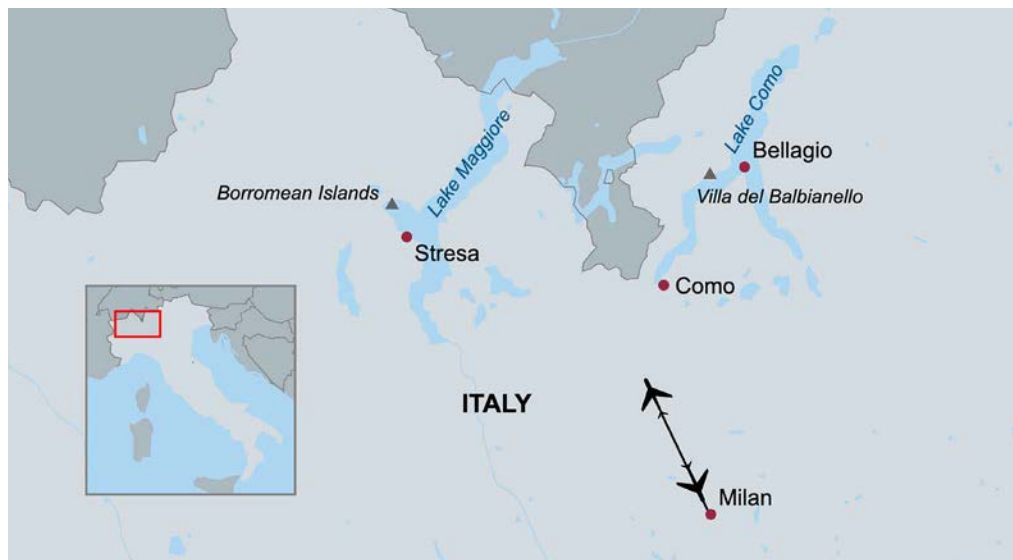 Lake Como
Bellagio
Lake Maggiore
Borromean Islands
Villa del Balbianello
Stresa
Como
ITALY
Milan